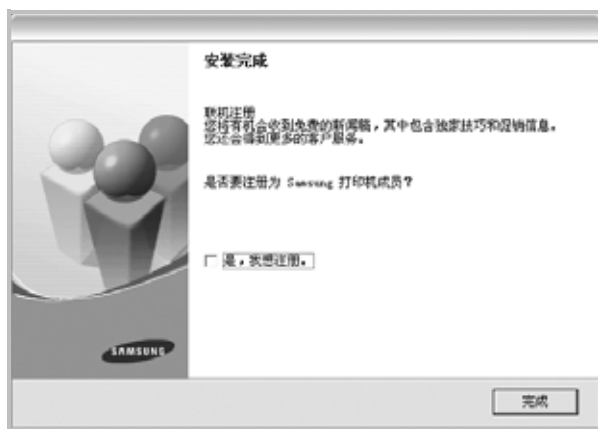 安装完成
联机注册
您将有机会收到免费的新闻稿，其中包含独家技巧和促销信息。
您还会得到更多的客户服务。
是否要注册为 Samsung 打印机成员？
是，我想注册。
SAMSUNG
完成